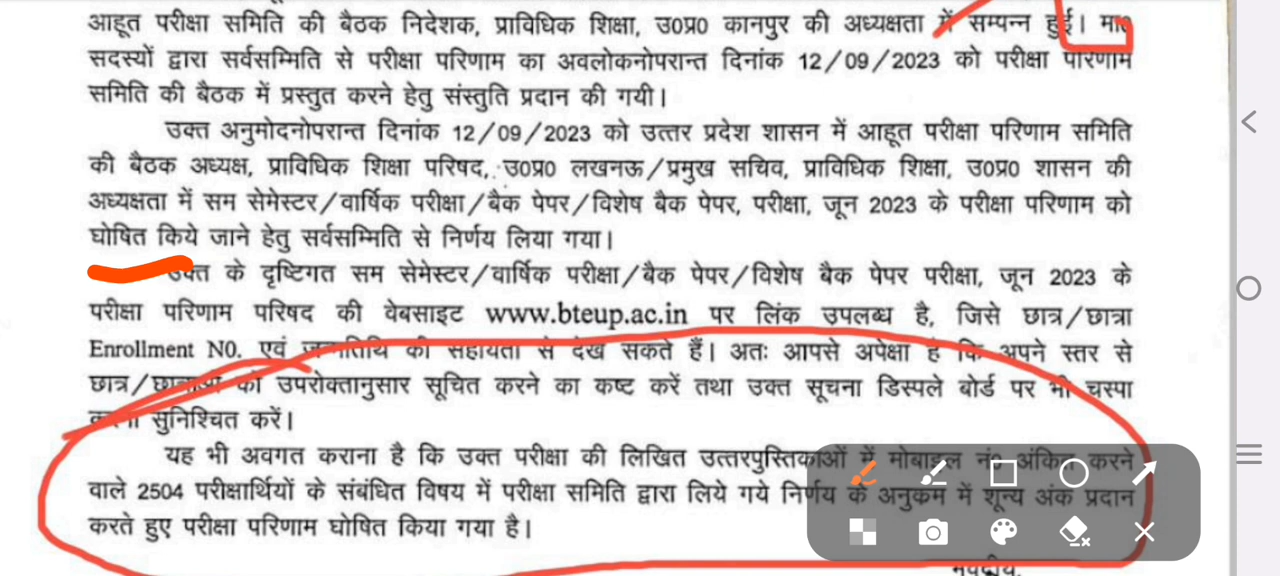 आहूत परीक्षा समिति की बैठक निदेशक, प्राविधिक शिक्षा, उ0प्र0 कानपुर की अध्यक्षता में सम्पन्न हुई। मा0
सदस्यों द्वारा सर्वसम्मिति से परीक्षा परिणाम का अवलोकनोपरान्त दिनांक 12/09/2023 को परीक्षा परिणाम
समिति की बैठक में प्रस्तुत करने हेतु संस्तुति प्रदान की गयी।
उक्त अनुमोदनोपरान्त दिनांक 12/09/2023 को उत्तर प्रदेश शासन में आहूत परीक्षा परिणाम समिति
की बैठक अध्यक्ष, प्राविधिक शिक्षा परिषद, उ0प्र0 लखनऊ/प्रमुख सचिव, प्राविधिक शिक्षा, उ0प्र0 शासन की
अध्यक्षता में सम सेमेस्टर/वार्षिक परीक्षा/बैक पेपर/विशेष बैक पेपर, परीक्षा, जून 2023 के परीक्षा परिणाम को
घोषित किये जाने हेतु सर्वसम्मिति से निर्णय लिया गया।
उक्त के दृष्टिगत सम सेमेस्टर/वार्षिक परीक्षा/बैक पेपर/विशेष बैक पेपर परीक्षा, जून 2023 के
परीक्षा परिणाम परिषद की वेबसाइट www.bteup.ac.in पर लिंक उपलब्ध है, जिसे छात्र/छात्रा
Enrollment N0. एवं जन्मतिथि की सहायता से देख सकते हैं। अतः आपसे अपेक्षा है कि अपने स्तर से
छात्र/छात्राओं को उपरोक्तानुसार सूचित करने का कष्ट करें तथा उक्त सूचना डिस्पले बोर्ड पर भी चस्पा
करना सुनिश्चित करें।
यह भी अवगत कराना है कि उक्त परीक्षा की लिखित उत्तरपुस्तिकाओं में मोबाइल नं0 अंकित करने
वाले 2504 परीक्षार्थियों के संबंधित विषय में परीक्षा समिति द्वारा लिये गये निर्णय के अनुकम में शून्य अंक प्रदान
करते हुए परीक्षा परिणाम घोषित किया गया है।